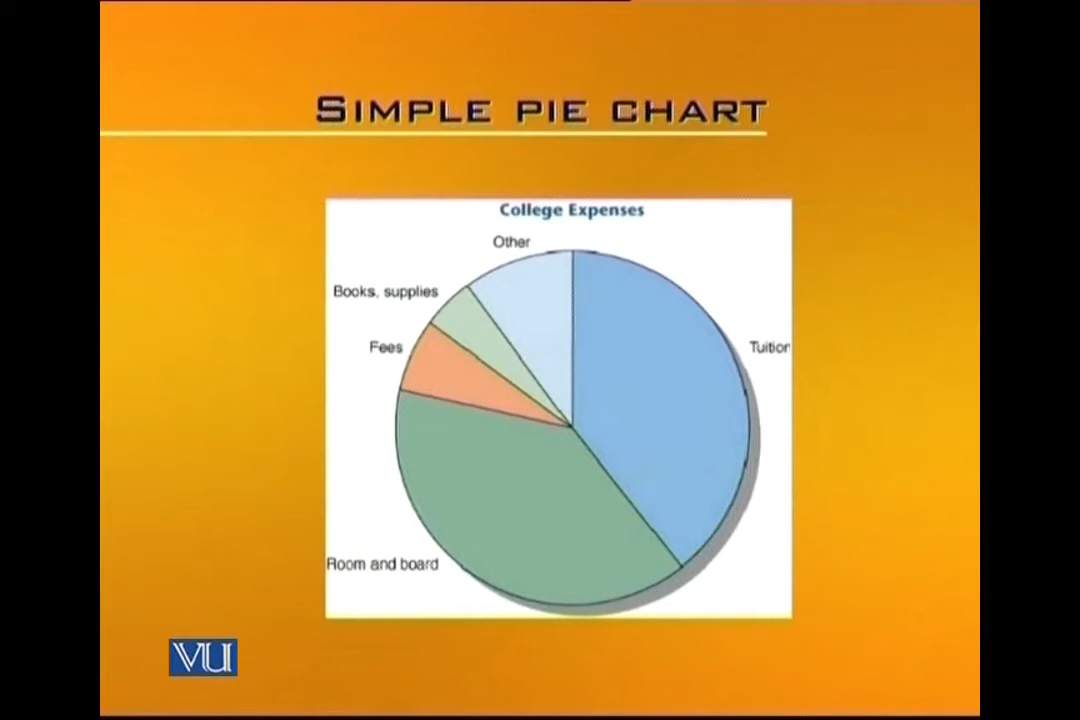 SIMPLE PIE CHART
College Expenses
Other
Books, supplies
Fees
Tuition
Room and board
VU